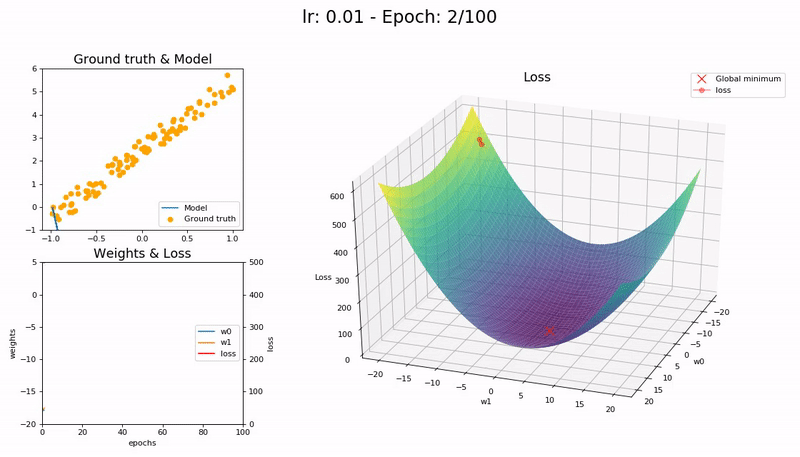 lr: 0.01 - Epoch: 2/100
Ground truth & Model
6
5
4
3
2
1
0
−1
−1.0 −0.5 0.0 0.5 1.0
Model
Ground truth
Weights & Loss
weights
5
0
−5
−10
−15
−20
0 20 40 60 80 100
epochs
500
400
300
200
100
0
loss
w0
w1
loss
Loss
Global minimum
loss
Loss
600
500
400
300
200
100
0
−20 −15 −10 −5 0 5 10 15 20
w1
−20
−15
−10
−5
0
5
10
15
20
w0